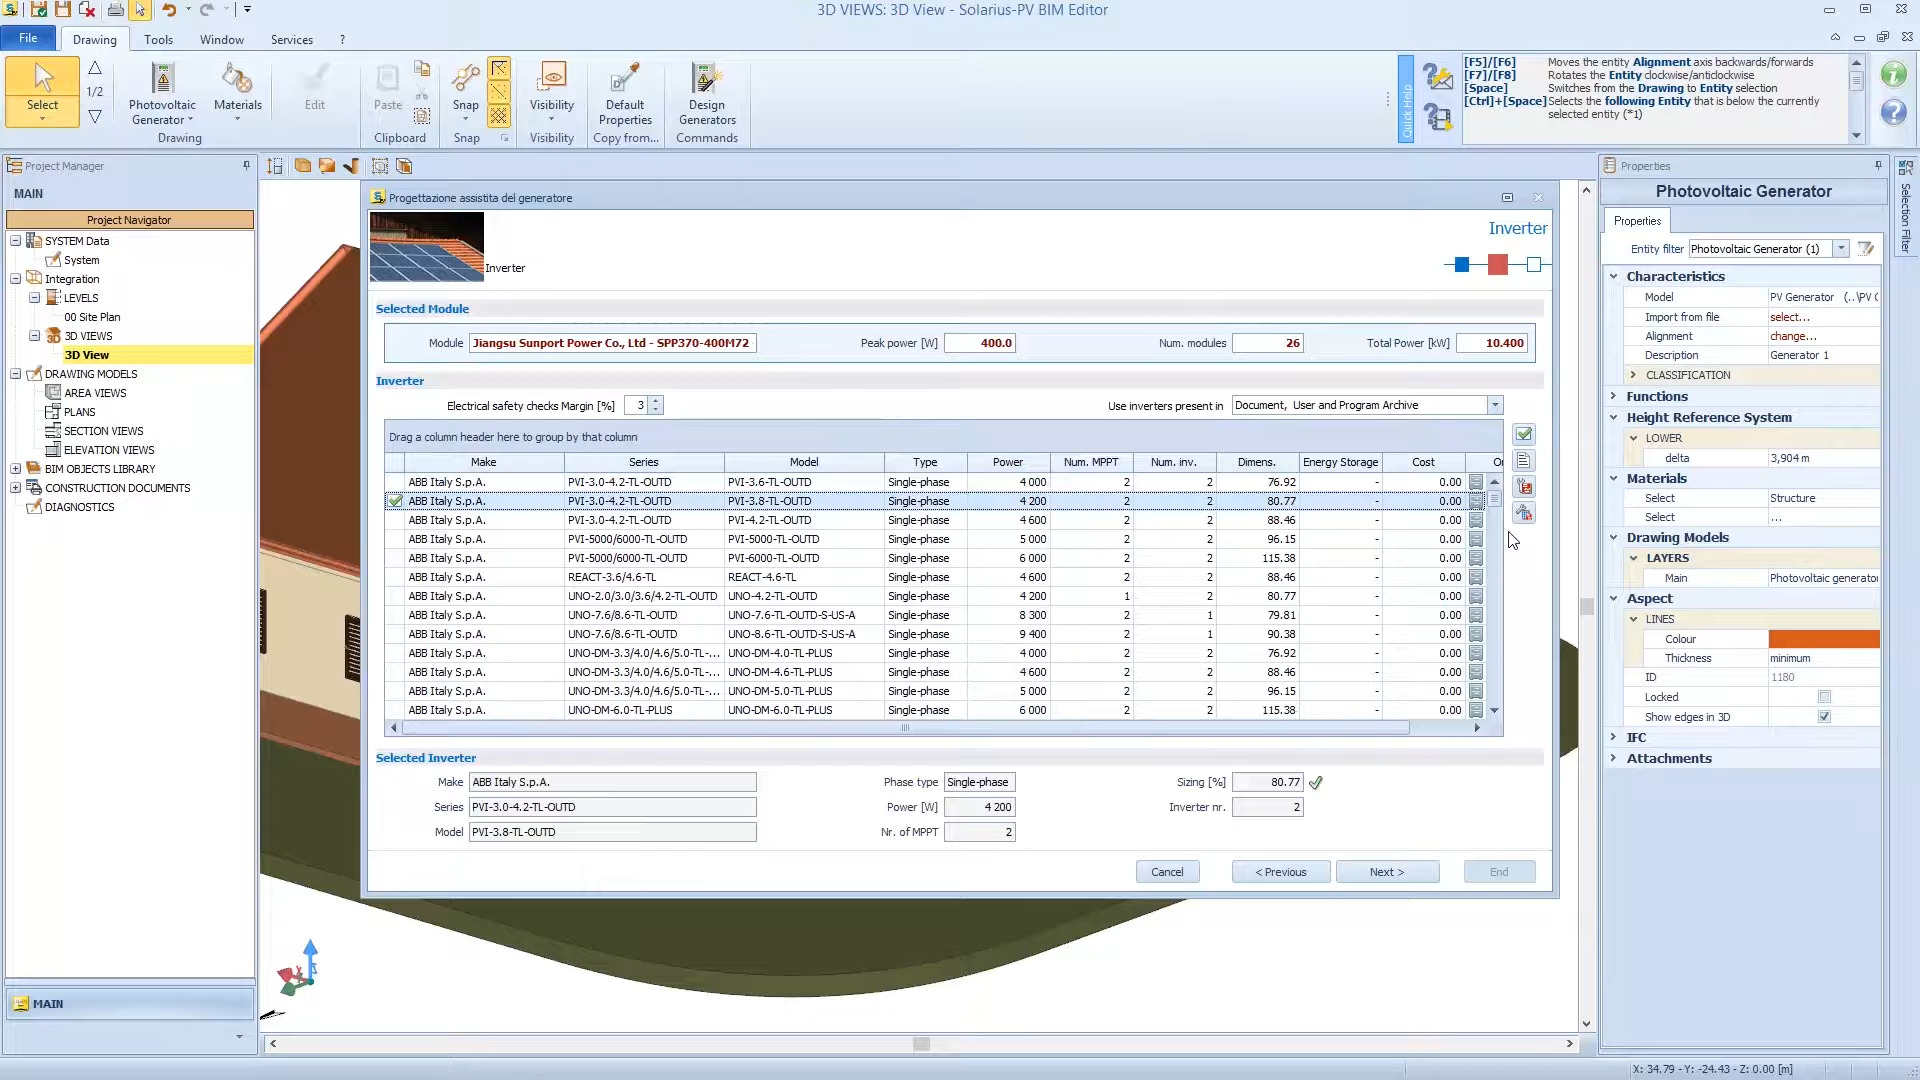 3D VIEWS: 3D View - Solarius-PV BIM Editor
File
Drawing
Tools
Window
Services
?
Select
1/2
Photovoltaic
Generator
Materials
Drawing
Edit
Paste
Clipboard
Snap
Snap
Visibility
Visibility
Default
Properties
Copy from...
Design
Generators
Commands
Quick Help
[F5]/[F6] Moves the entity Alignment axis backwards/forwards
[F7]/[F8] Rotates the Entity clockwise/anticlockwise
[Space] Switches from the Drawing to Entity selection
[Ctrl]+[Space] Selects the following Entity that is below the currently
selected entity (*1)
Project Manager
MAIN
Project Navigator
SYSTEM Data
System
Integration
LEVELS
00 Site Plan
3D VIEWS
3D View
DRAWING MODELS
AREA VIEWS
PLANS
SECTION VIEWS
ELEVATION VIEWS
BIM OBJECTS LIBRARY
CONSTRUCTION DOCUMENTS
DIAGNOSTICS
MAIN
Progettazione assistita del generatore
Inverter
Inverter
Selected Module
Module Jiangsu Sunport Power Co., Ltd - SPP370-400M72 Peak power [W] 400.0 Num. modules 26 Total Power [kW] 10.400
Inverter
Electrical safety checks Margin [%] 3 Use inverters present in Document, User and Program Archive
Drag a column header here to group by that column
Make Series Model Type Power Num. MPPT Num. inv. Dimens. Energy Storage Cost
ABB Italy S.p.A. PVI-3.0-4.2-TL-OUTD PVI-3.6-TL-OUTD Single-phase 4 000 2 2 76.92 - 0.00
ABB Italy S.p.A. PVI-3.0-4.2-TL-OUTD PVI-3.8-TL-OUTD Single-phase 4 200 2 2 80.77 - 0.00
ABB Italy S.p.A. PVI-3.0-4.2-TL-OUTD PVI-4.2-TL-OUTD Single-phase 4 600 2 2 88.46 - 0.00
ABB Italy S.p.A. PVI-5000/6000-TL-OUTD PVI-5000-TL-OUTD Single-phase 5 000 2 2 96.15 - 0.00
ABB Italy S.p.A. PVI-5000/6000-TL-OUTD PVI-6000-TL-OUTD Single-phase 6 000 2 2 115.38 - 0.00
ABB Italy S.p.A. REACT-3.6/4.6-TL REACT-4.6-TL Single-phase 4 600 2 2 88.46 - 0.00
ABB Italy S.p.A. UNO-2.0/3.0/3.6/4.2-TL-OUTD UNO-4.2-TL-OUTD Single-phase 4 200 1 2 80.77 - 0.00
ABB Italy S.p.A. UNO-7.6/8.6-TL-OUTD UNO-7.6-TL-OUTD-S-US-A Single-phase 8 300 2 1 79.81 - 0.00
ABB Italy S.p.A. UNO-7.6/8.6-TL-OUTD UNO-8.6-TL-OUTD-S-US-A Single-phase 9 400 2 1 90.38 - 0.00
ABB Italy S.p.A. UNO-DM-3.3/4.0/4.6/5.0-TL-... UNO-DM-4.0-TL-PLUS Single-phase 4 000 2 2 76.92 - 0.00
ABB Italy S.p.A. UNO-DM-3.3/4.0/4.6/5.0-TL-... UNO-DM-4.6-TL-PLUS Single-phase 4 600 2 2 88.46 - 0.00
ABB Italy S.p.A. UNO-DM-3.3/4.0/4.6/5.0-TL-... UNO-DM-5.0-TL-PLUS Single-phase 5 000 2 2 96.15 - 0.00
ABB Italy S.p.A. UNO-DM-6.0-TL-PLUS UNO-DM-6.0-TL-PLUS Single-phase 6 000 2 2 115.38 - 0.00
Selected Inverter
Make ABB Italy S.p.A. Phase type Single-phase Sizing [%] 80.77
Series PVI-3.0-4.2-TL-OUTD Power [W] 4 200 Inverter nr. 2
Model PVI-3.8-TL-OUTD Nr. of MPPT 2
Cancel
< Previous
Next >
End
Properties
Photovoltaic Generator
Properties
Entity filter Photovoltaic Generator (1)
Characteristics
Model PV Generator (..\PV
Import from file select...
Alignment change...
Description Generator 1
CLASSIFICATION
Functions
Height Reference System
LOWER
delta 3,904 m
Materials
Select Structure
Select ...
Drawing Models
LAYERS
Main Photovoltaic generator
Aspect
LINES
Colour
Thickness minimum
ID 1180
Locked
Show edges in 3D
IFC
Attachments
Selection Filter
X: 34.79 - Y: -24.43 - Z: 0.00 [m]